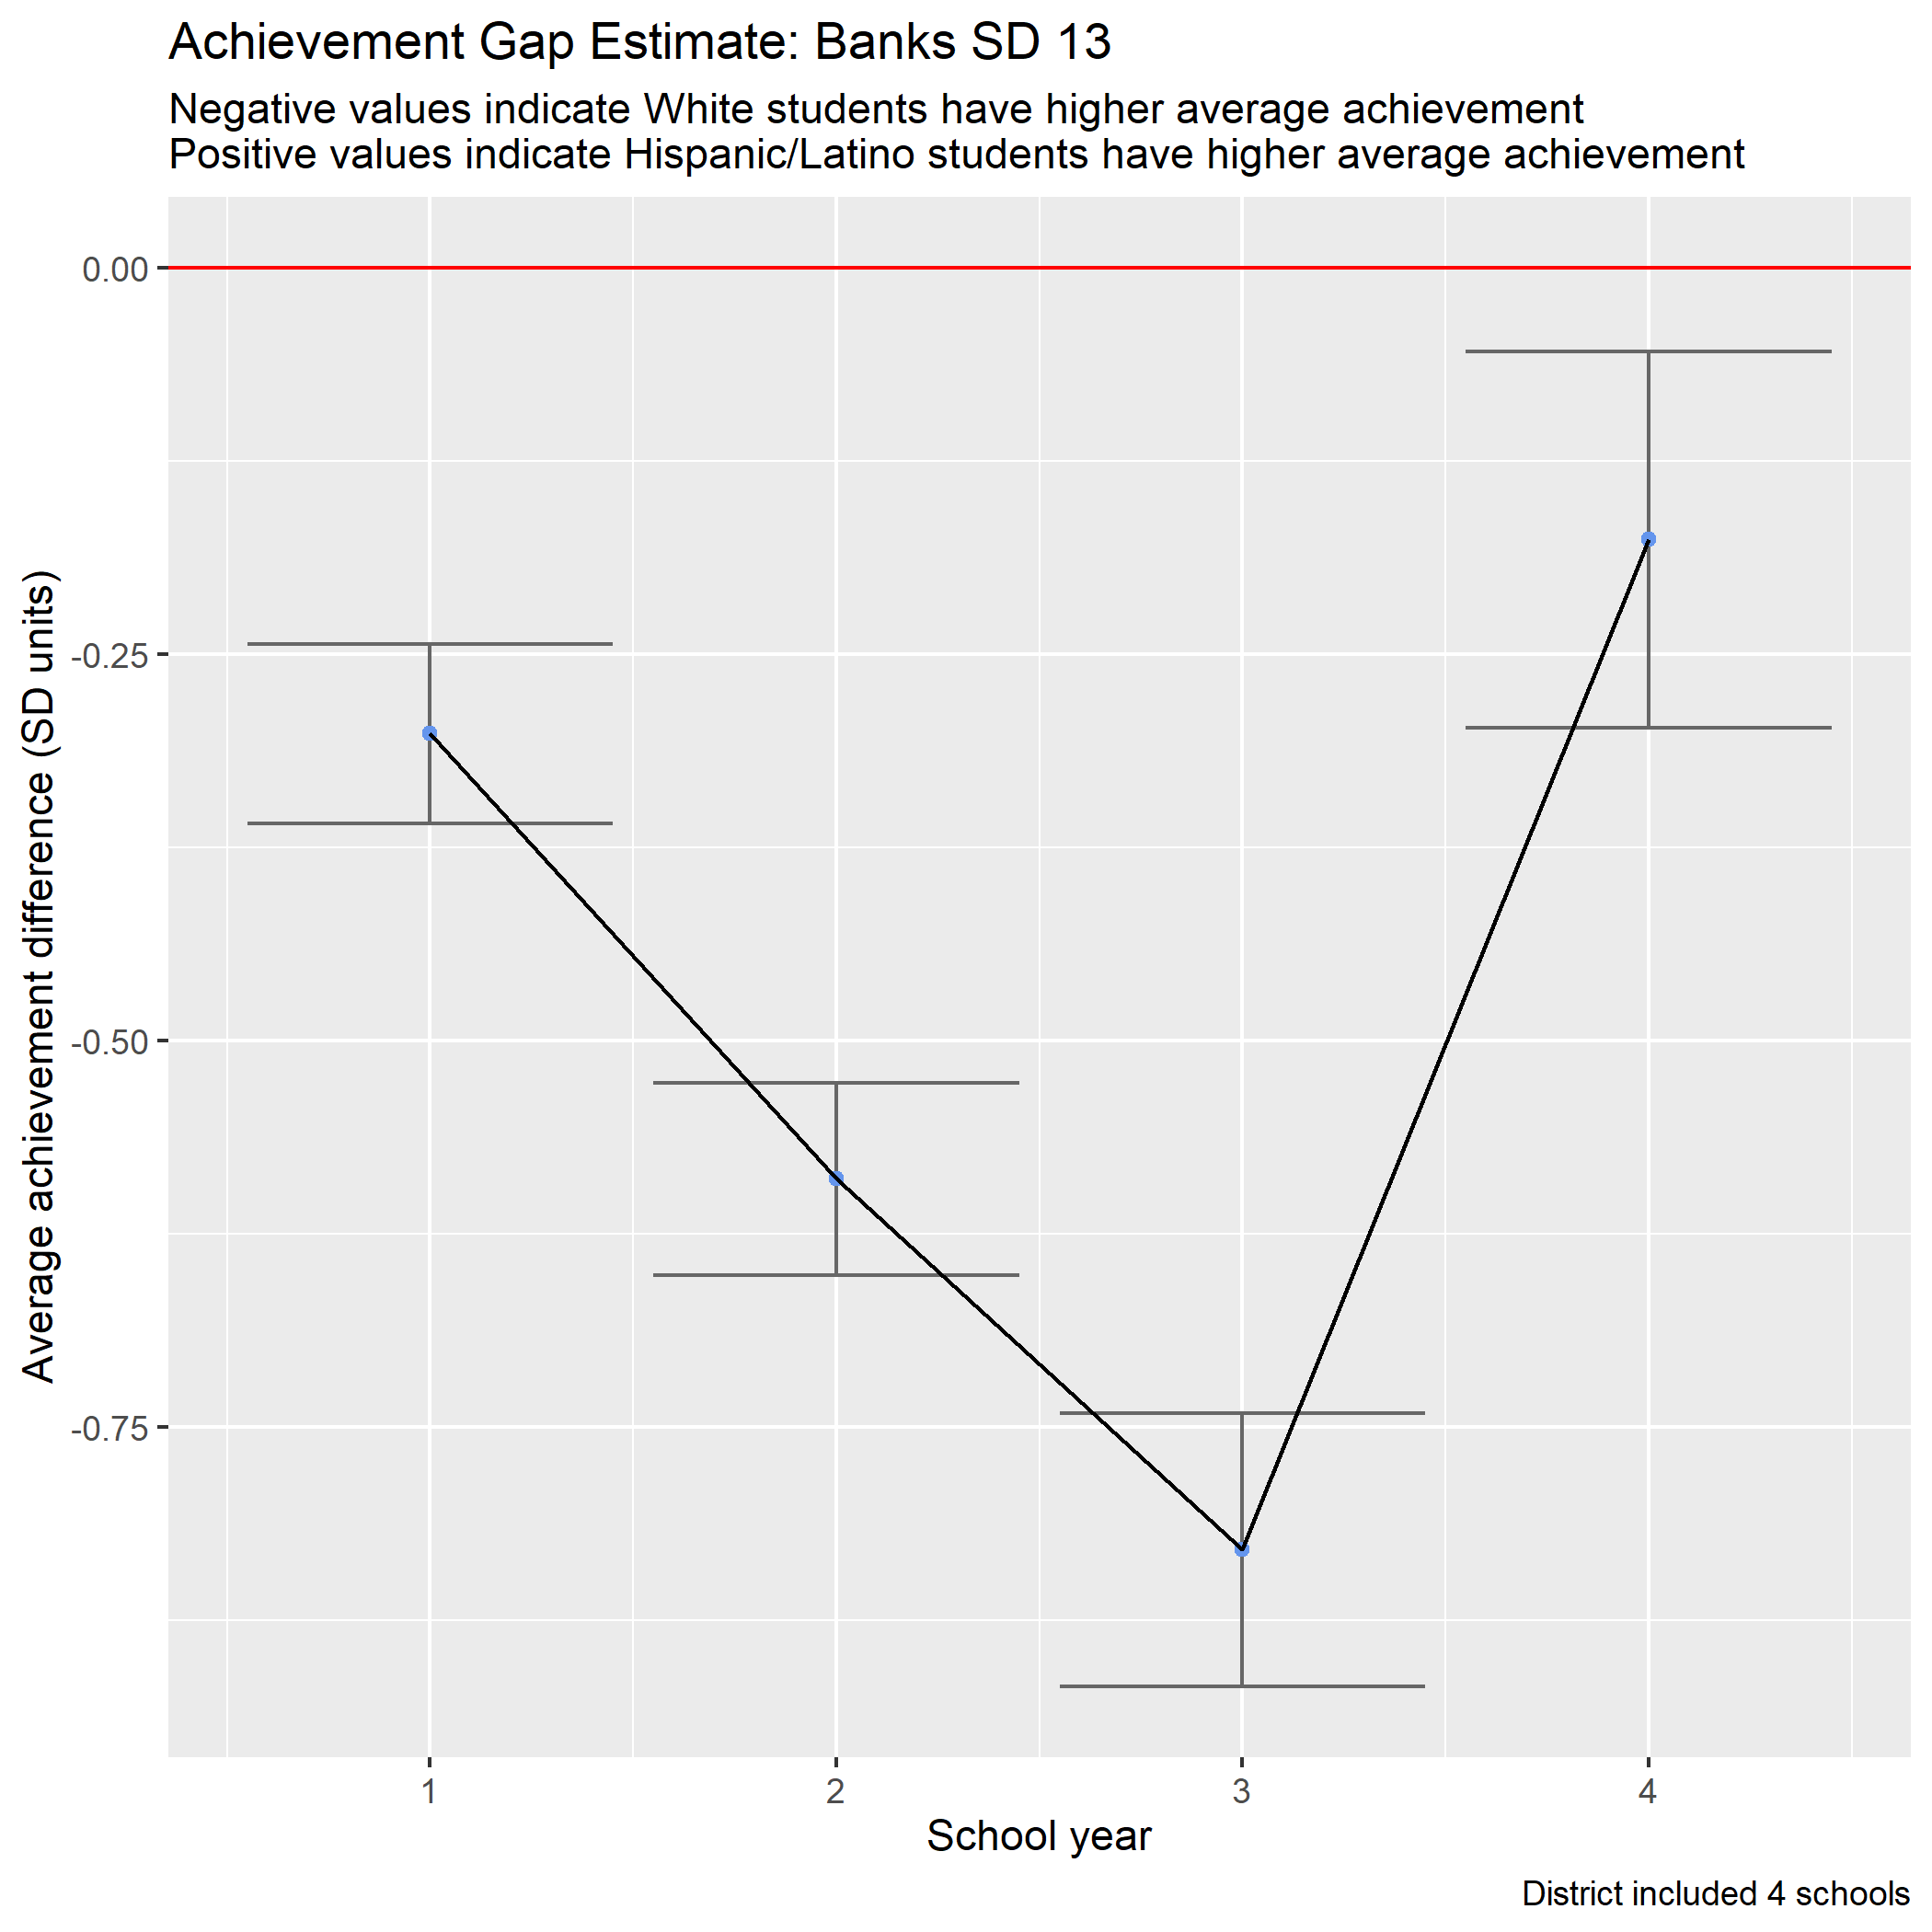 Achievement Gap Estimate: Banks SD 13
Negative values indicate White students have higher average achievement
Positive values indicate Hispanic/Latino students have higher average achievement
Average achievement difference (SD units)
0.00
-0.25
-0.50
-0.75
1 2 3 4
School year
District included 4 schools